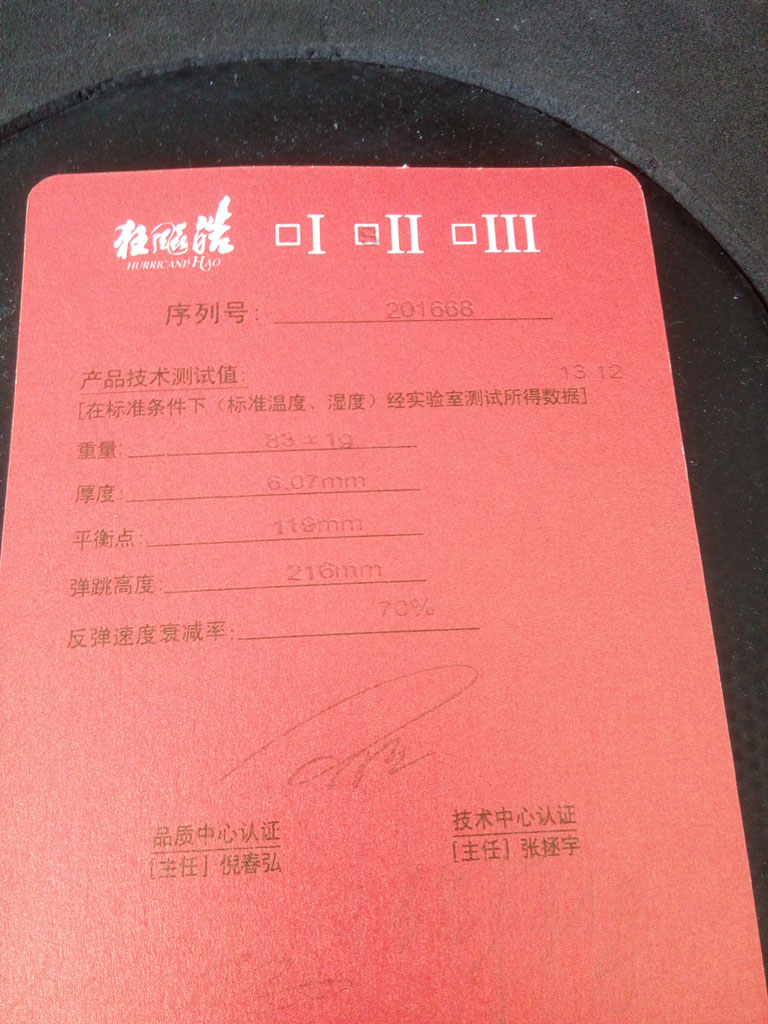 狂飚皓 □I □II □III
HURRICANE HAO
序列号: 201668
产品技术测试值: 13 12
[在标准条件下（标准温度、湿度）经实验室测试所得数据]
重量: 83 ± 1g
厚度: 6.07mm
平衡点: 119mm
弹跳高度: 216mm
反弹速度衰减率: 70%
品质中心认证 技术中心认证
[主任] 倪春弘 [主任] 张拯宇